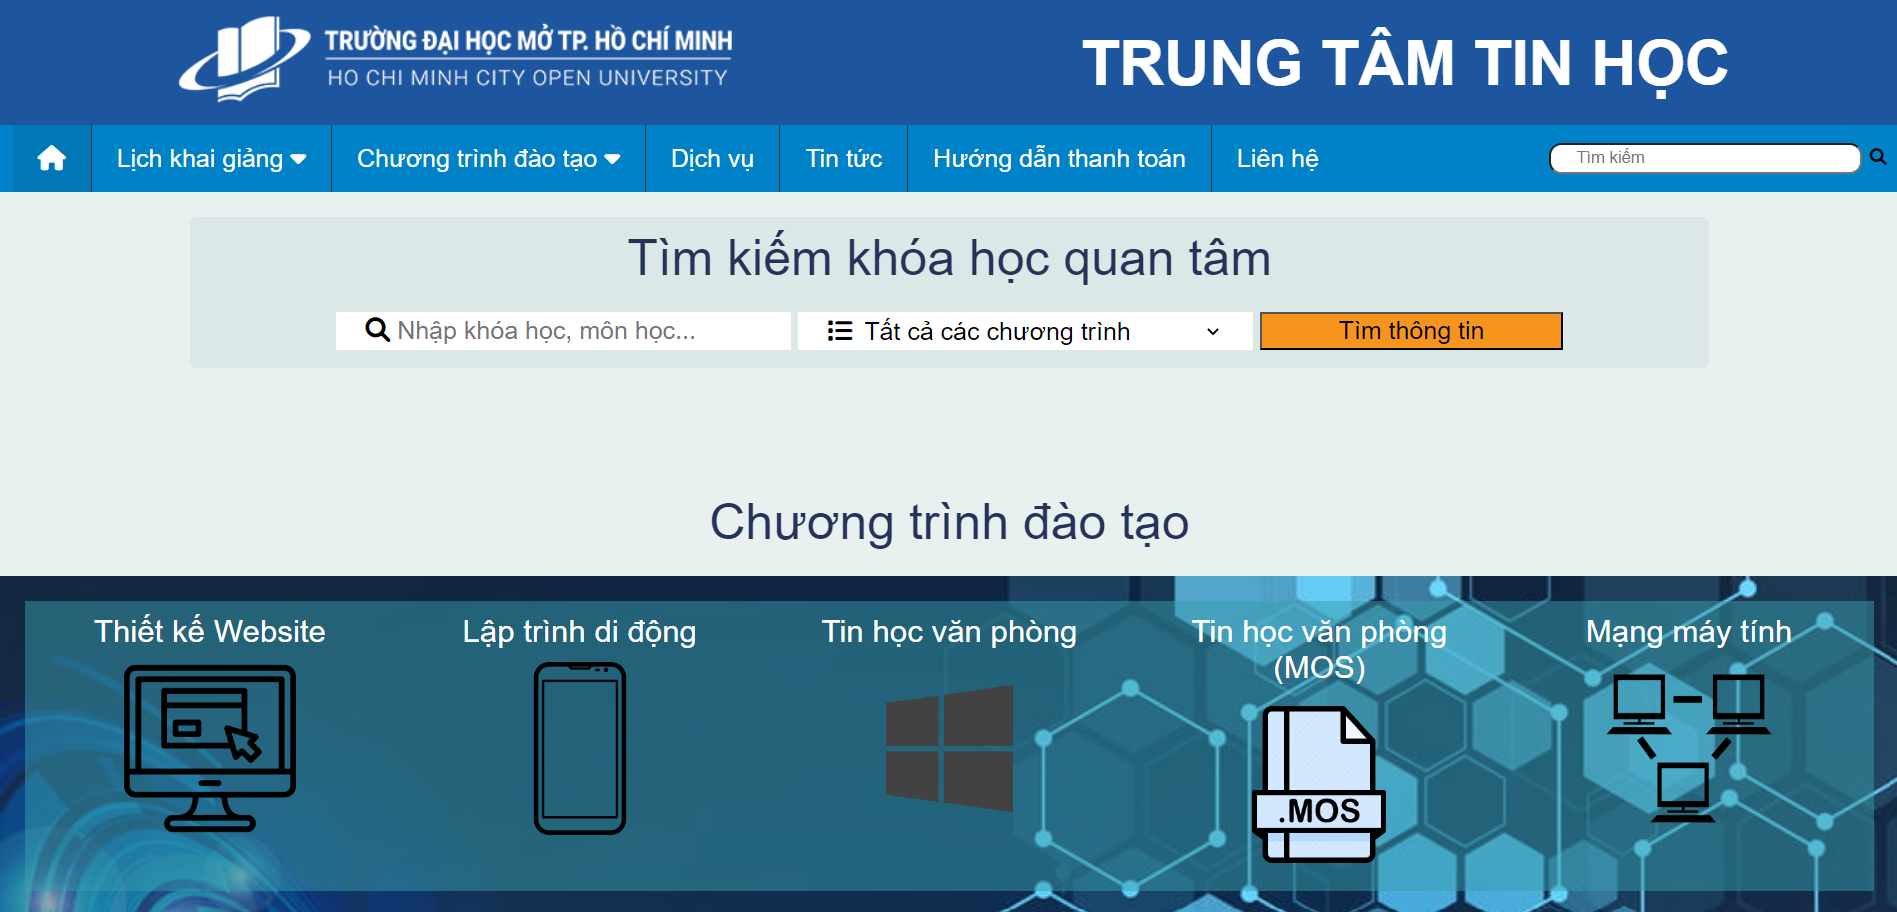 TRƯỜNG ĐẠI HỌC MỞ TP. HỒ CHÍ MINH
HO CHI MINH CITY OPEN UNIVERSITY
TRUNG TÂM TIN HỌC
Lịch khai giảng
Chương trình đào tạo
Dịch vụ
Tin tức
Hướng dẫn thanh toán
Liên hệ
Tìm kiếm
Tìm kiếm khóa học quan tâm
Nhập khóa học, môn học...
Tất cả các chương trình
Tìm thông tin
Chương trình đào tạo
Thiết kế Website
Lập trình di động
Tin học văn phòng
Tin học văn phòng
(MOS)
.MOS
Mạng máy tính